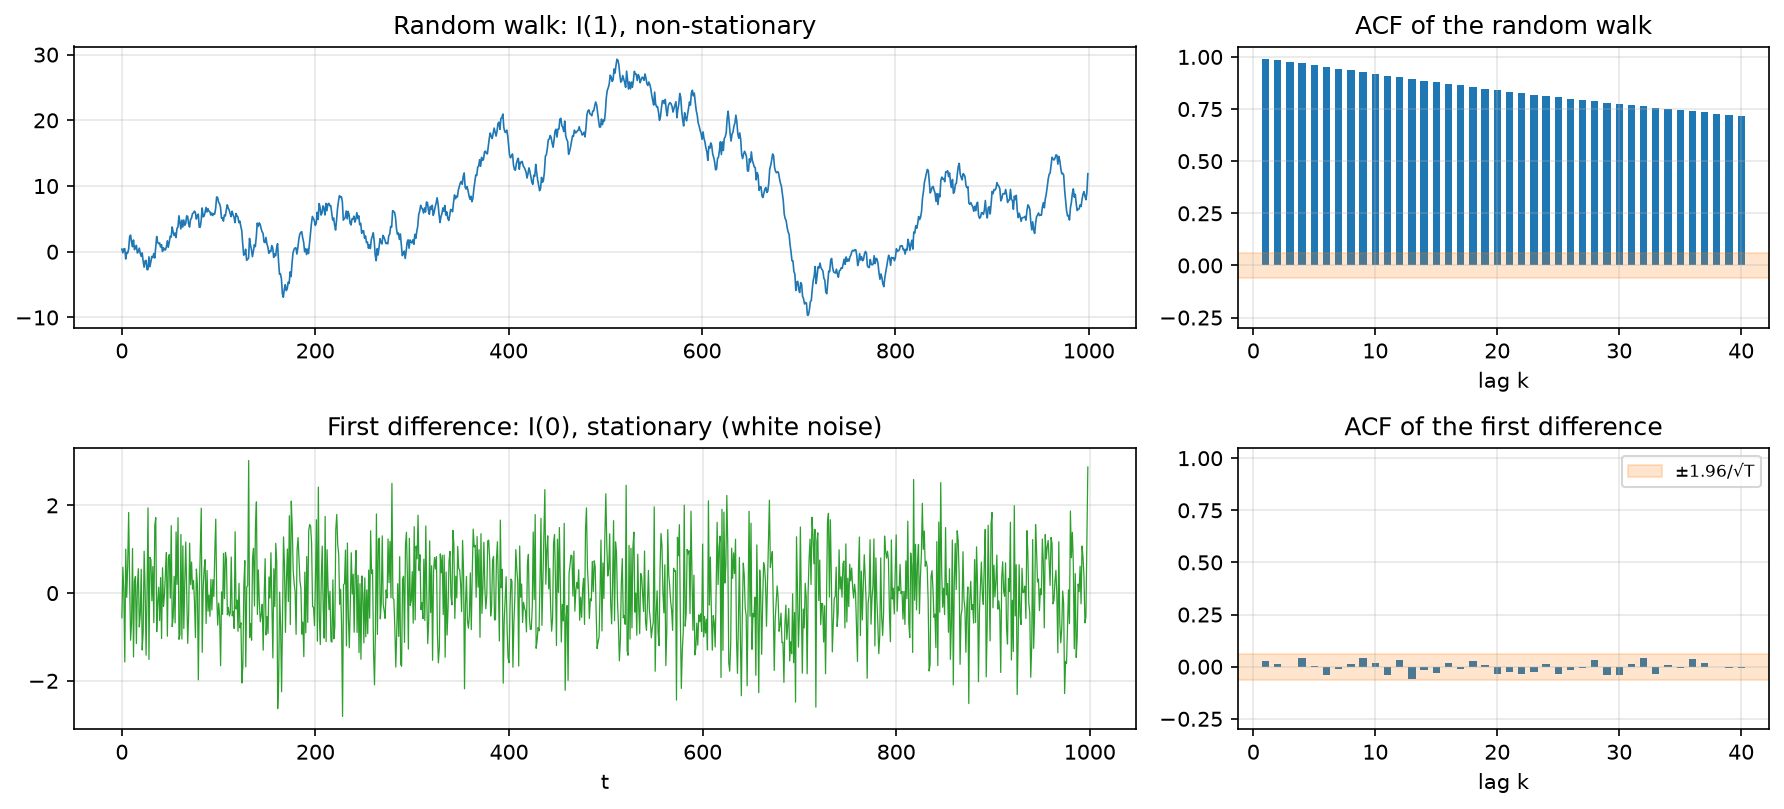 Random walk: I(1), non-stationary
30
20
10
0
−10
0 200 400 600 800 1000
ACF of the random walk
1.00
0.75
0.50
0.25
0.00
−0.25
0 10 20 30 40
lag k
First difference: I(0), stationary (white noise)
2
0
−2
0 200 400 600 800 1000
t
ACF of the first difference
±1.96/√T
1.00
0.75
0.50
0.25
0.00
−0.25
0 10 20 30 40
lag k